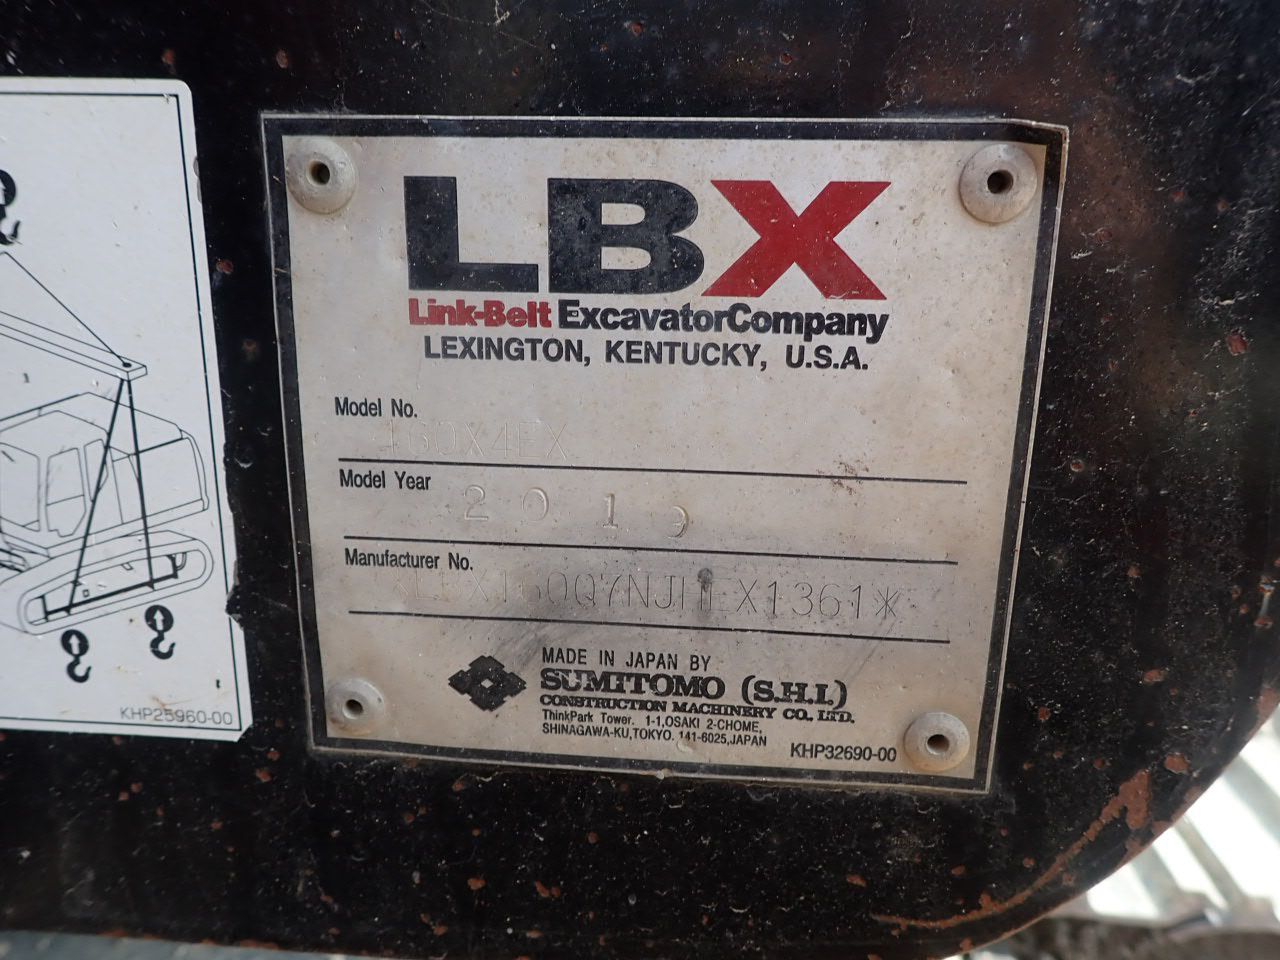 LBX
Link-Belt ExcavatorCompany
LEXINGTON, KENTUCKY, U.S.A.
Model No.
160X4EX
Model Year
2019
Manufacturer No.
MADE IN JAPAN BY
SUMITOMO (S.H.I.)
CONSTRUCTION MACHINERY CO., LTD.
ThinkPark Tower. 1-1,OSAKI 2-CHOME,
SHINAGAWA-KU,TOKYO. 141-6025,JAPAN
KHP32690-00
KHP25960-00